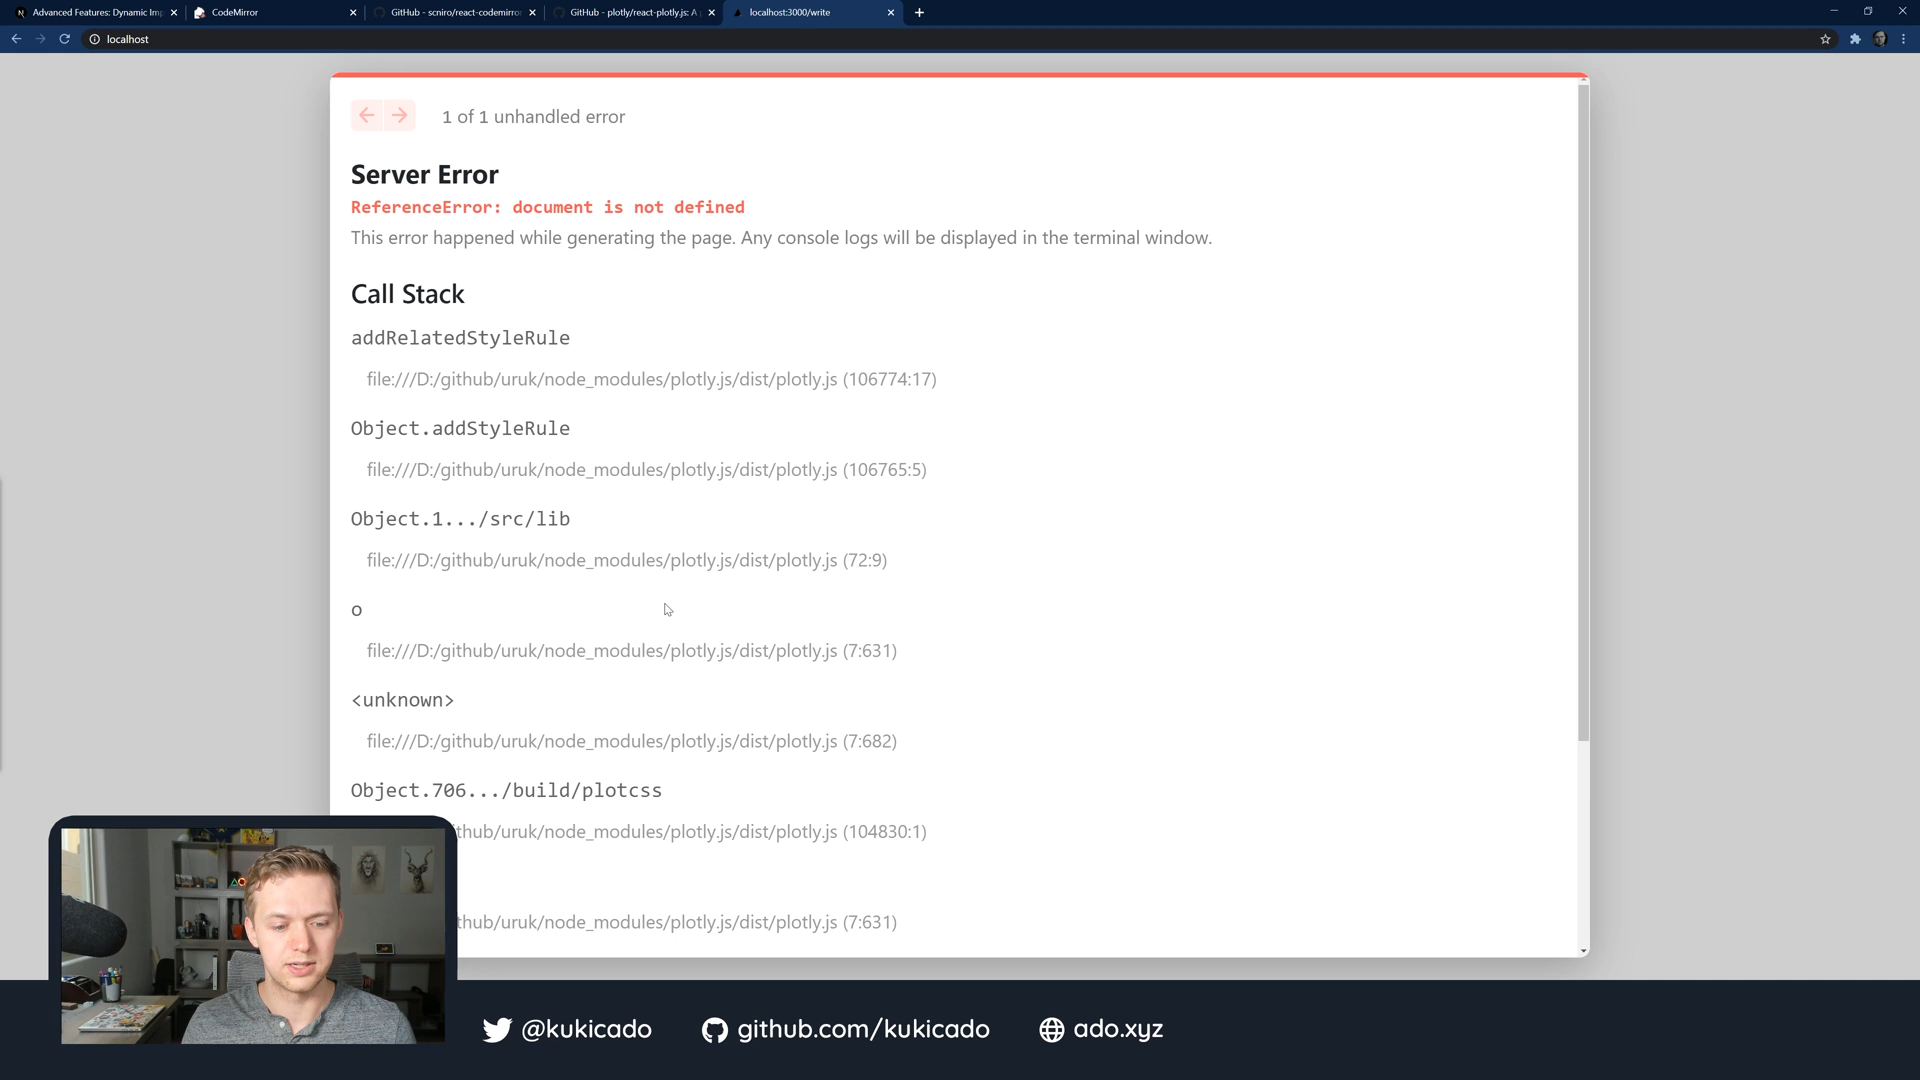 Advanced Features: Dynamic Imp
CodeMirror
GitHub - scniro/react-codemirror
GitHub - plotly/react-plotly.js: A
localhost:3000/write
localhost
1 of 1 unhandled error
Server Error
ReferenceError: document is not defined
This error happened while generating the page. Any console logs will be displayed in the terminal window.
Call Stack
addRelatedStyleRule
file:///D:/github/uruk/node_modules/plotly.js/dist/plotly.js (106774:17)
Object.addStyleRule
file:///D:/github/uruk/node_modules/plotly.js/dist/plotly.js (106765:5)
Object.1.../src/lib
file:///D:/github/uruk/node_modules/plotly.js/dist/plotly.js (72:9)
o
file:///D:/github/uruk/node_modules/plotly.js/dist/plotly.js (7:631)
<unknown>
file:///D:/github/uruk/node_modules/plotly.js/dist/plotly.js (7:682)
Object.706.../build/plotcss
thub/uruk/node_modules/plotly.js/dist/plotly.js (104830:1)
thub/uruk/node_modules/plotly.js/dist/plotly.js (7:631)
@kukicado
github.com/kukicado
ado.xyz